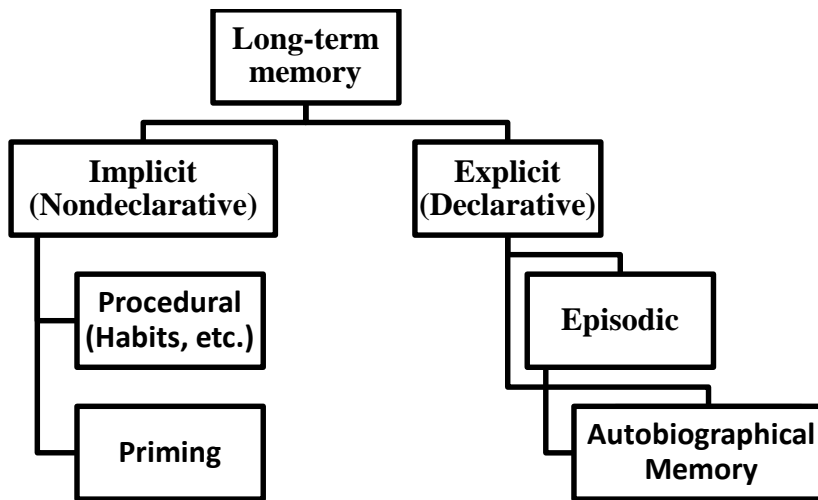 Long-term
memory
Implicit
(Nondeclarative)
Explicit
(Declarative)
Procedural
(Habits, etc.)
Episodic
Priming
Autobiographical
Memory